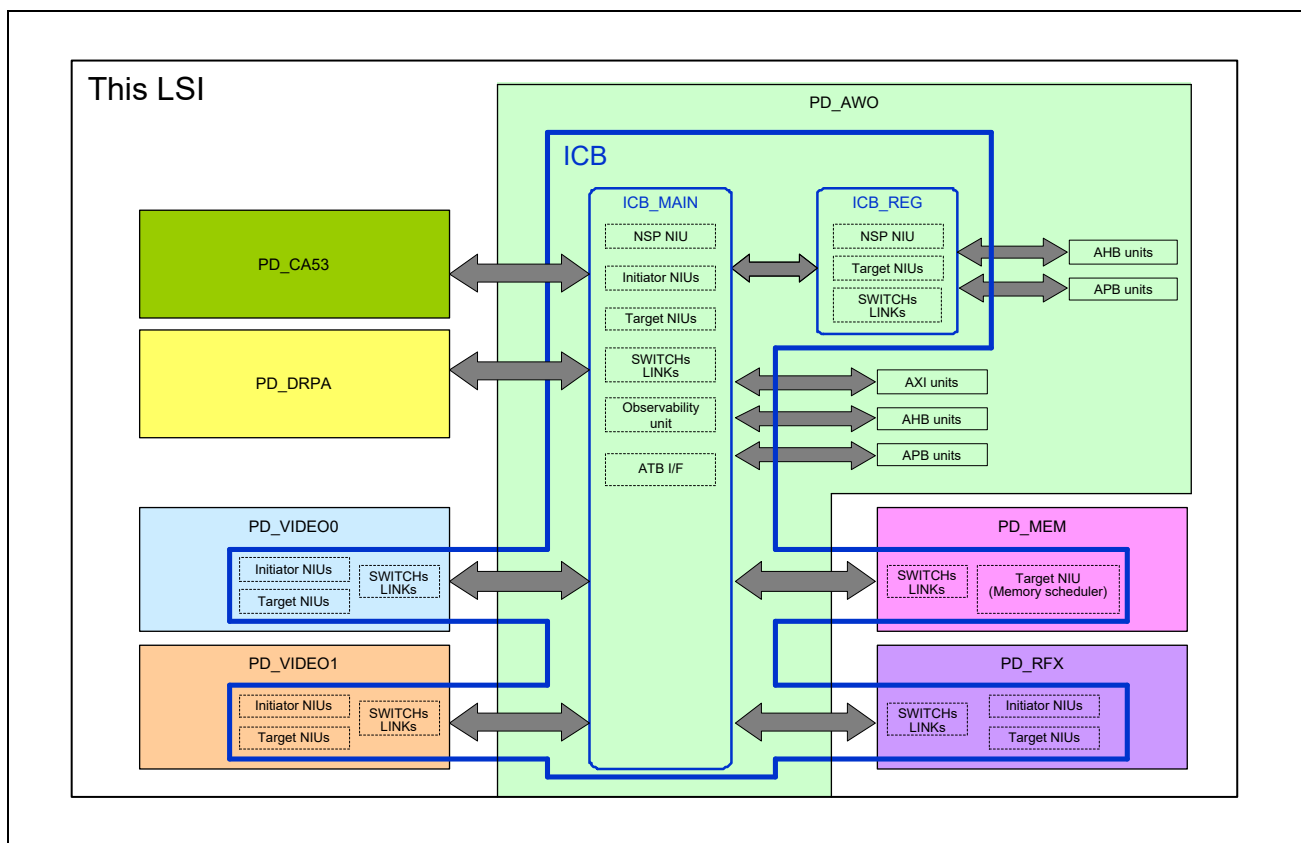 This LSI
PD_AWO
ICB
ICB_MAIN
NSP NIU
Initiator NIUs
Target NIUs
SWITCHs
LINKs
Observability
unit
ATB I/F
ICB_REG
NSP NIU
Target NIUs
SWITCHs
LINKs
AHB units
APB units
AXI units
AHB units
APB units
PD_CA53
PD_DRPA
PD_VIDEO0
Initiator NIUs
Target NIUs
SWITCHs
LINKs
PD_VIDEO1
Initiator NIUs
Target NIUs
SWITCHs
LINKs
PD_MEM
SWITCHs
LINKs
Target NIU
(Memory scheduler)
PD_RFX
SWITCHs
LINKs
Initiator NIUs
Target NIUs